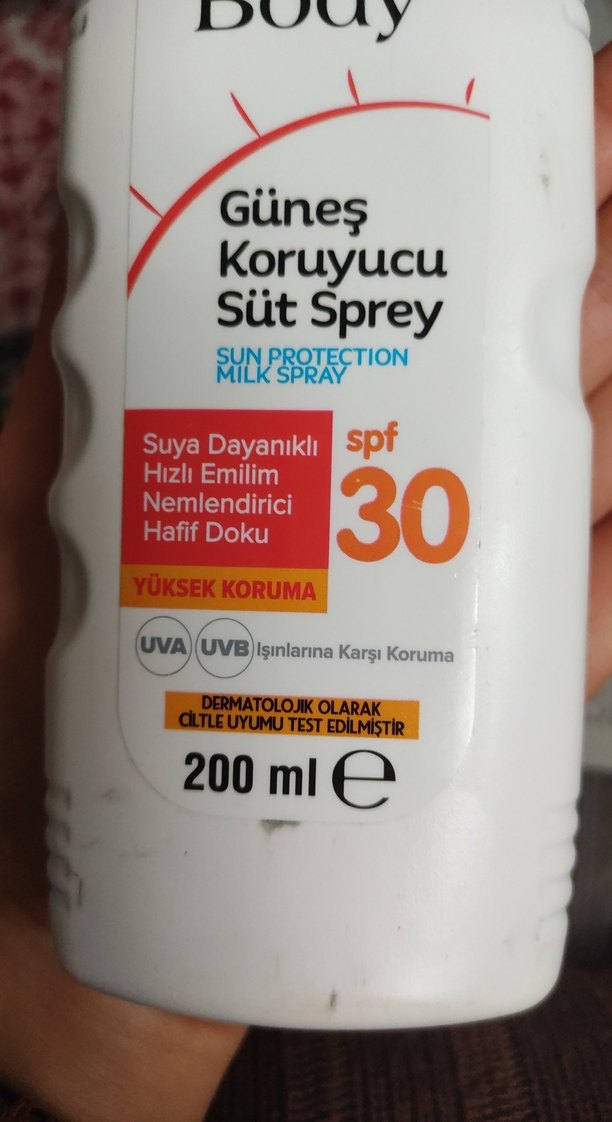 Body
Güneş
Koruyucu
Süt Sprey
SUN PROTECTION
MILK SPRAY
Suya Dayanıklı
Hızlı Emilim
Nemlendirici
Hafif Doku
spf
30
YÜKSEK KORUMA
UVA UVB Işınlarına Karşı Koruma
DERMATOLOJIK OLARAK
CİLTLE UYUMU TEST EDİLMİŞTİR
200 ml e